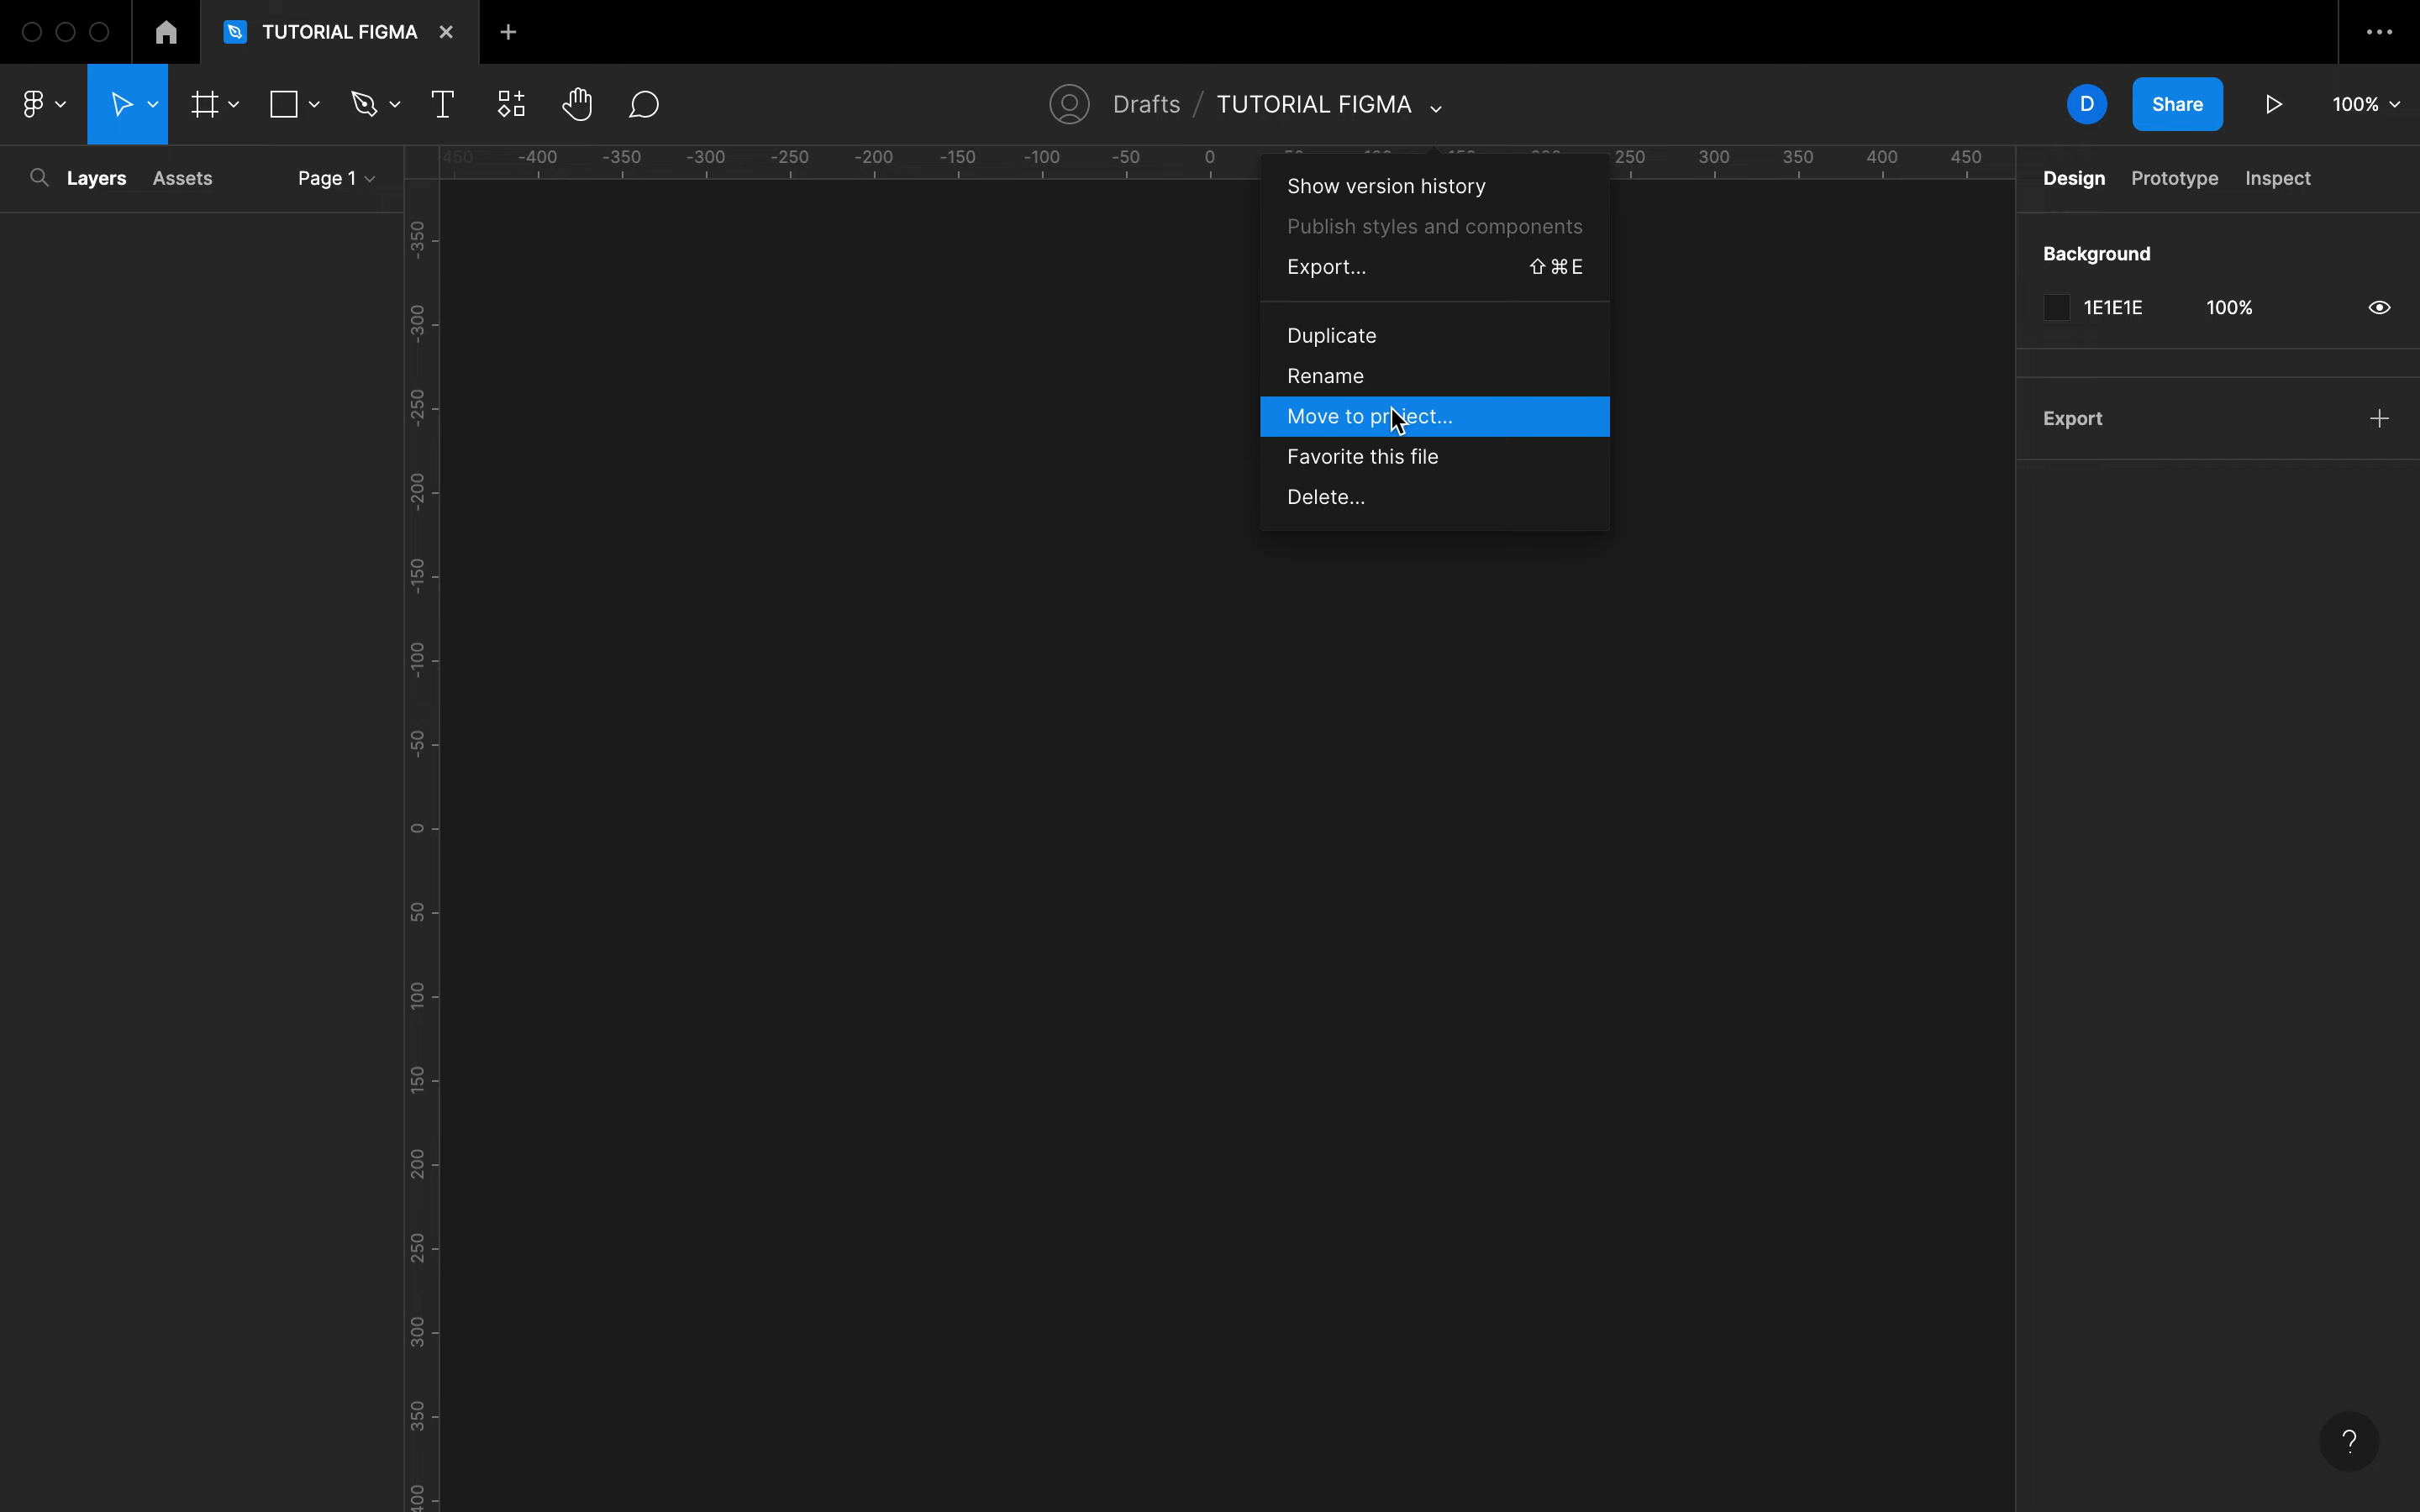 TUTORIAL FIGMA
Drafts / TUTORIAL FIGMA
D
Share
100%
Layers
Assets
Page 1
450 -400 -350 -300 -250 -200 -150 -100 -50 0 250 300 350 400 450
-350
-300
-250
-200
-150
-100
-50
0
50
100
150
200
250
300
350
400
Show version history
Publish styles and components
Export... ⇧⌘E
Duplicate
Rename
Move to project...
Favorite this file
Delete...
Design
Prototype
Inspect
Background
1E1E1E 100%
Export
?